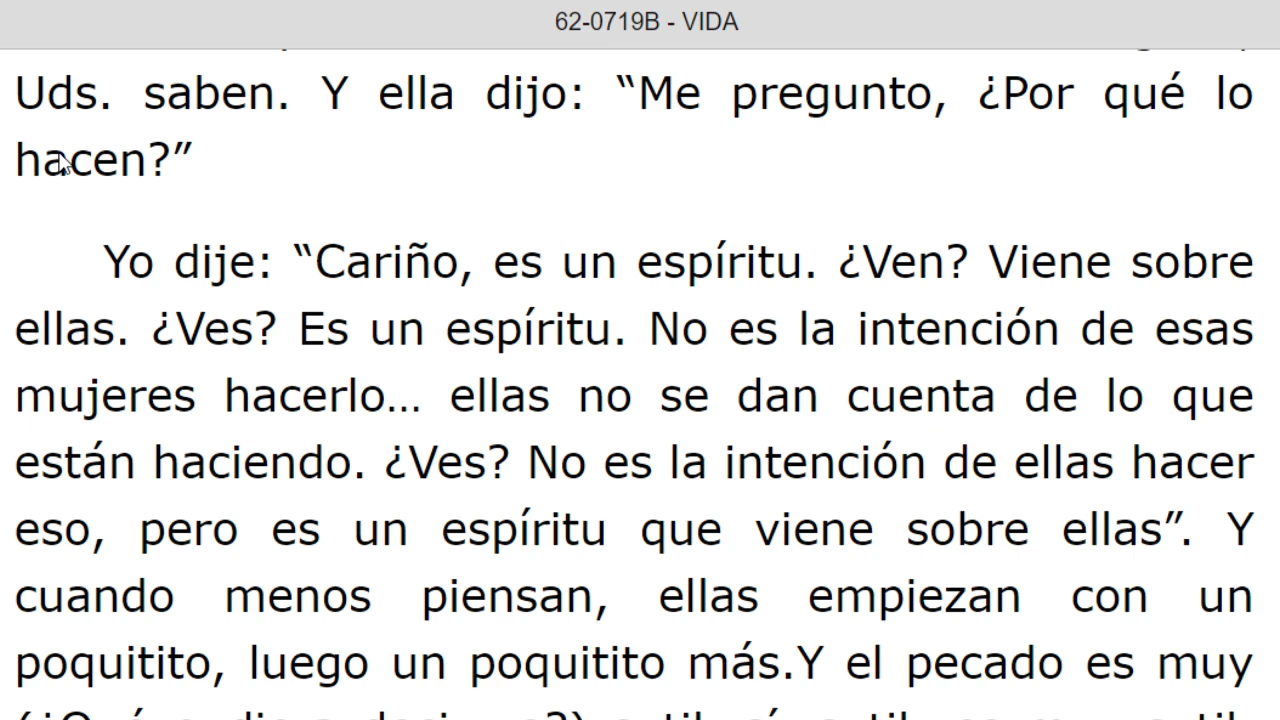 62-0719B - VIDA
Uds. saben. Y ella dijo: “Me pregunto, ¿Por qué lo
hacen?”
Yo dije: “Cariño, es un espíritu. ¿Ven? Viene sobre
ellas. ¿Ves? Es un espíritu. No es la intención de esas
mujeres hacerlo… ellas no se dan cuenta de lo que
están haciendo. ¿Ves? No es la intención de ellas hacer
eso, pero es un espíritu que viene sobre ellas”. Y
cuando menos piensan, ellas empiezan con un
poquitito, luego un poquitito más.Y el pecado es muy